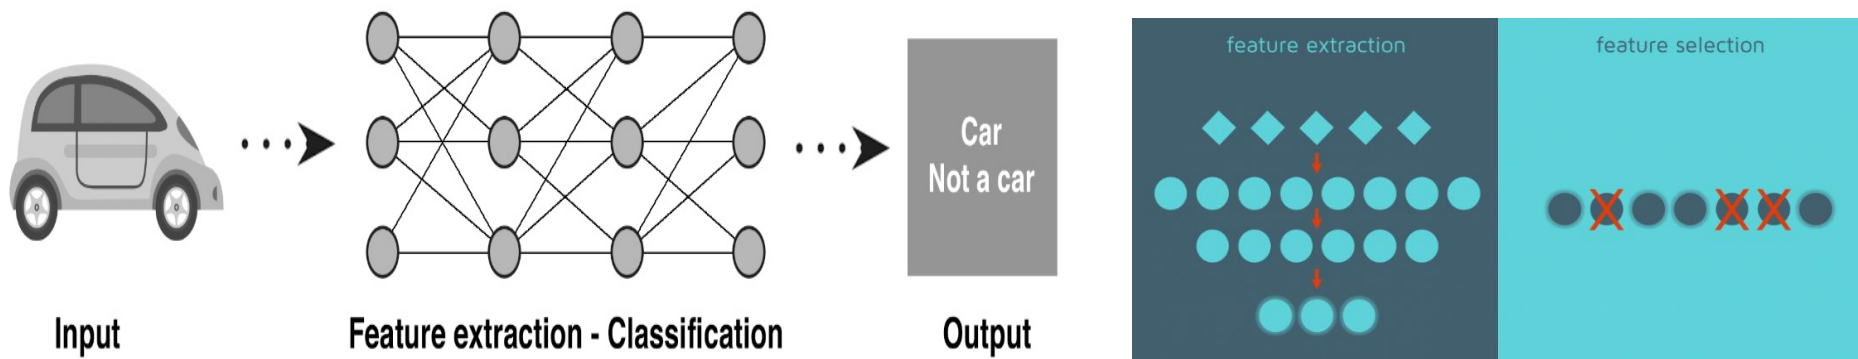 Car
Not a car
Input
Feature extraction - Classification
Output
feature extraction
feature selection